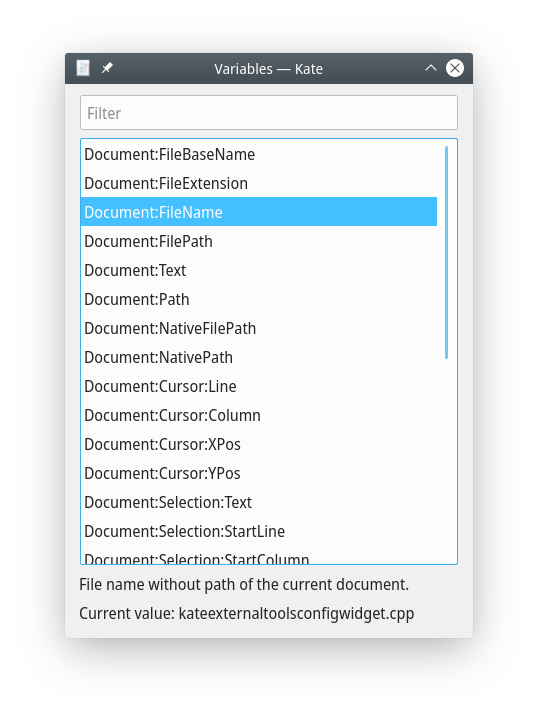 Variables — Kate
Filter
Document:FileBaseName
Document:FileExtension
Document:FileName
Document:FilePath
Document:Text
Document:Path
Document:NativeFilePath
Document:NativePath
Document:Cursor:Line
Document:Cursor:Column
Document:Cursor:XPos
Document:Cursor:YPos
Document:Selection:Text
Document:Selection:StartLine
Document:Selection:StartColumn
File name without path of the current document.
Current value: kateexternaltoolsconfigwidget.cpp